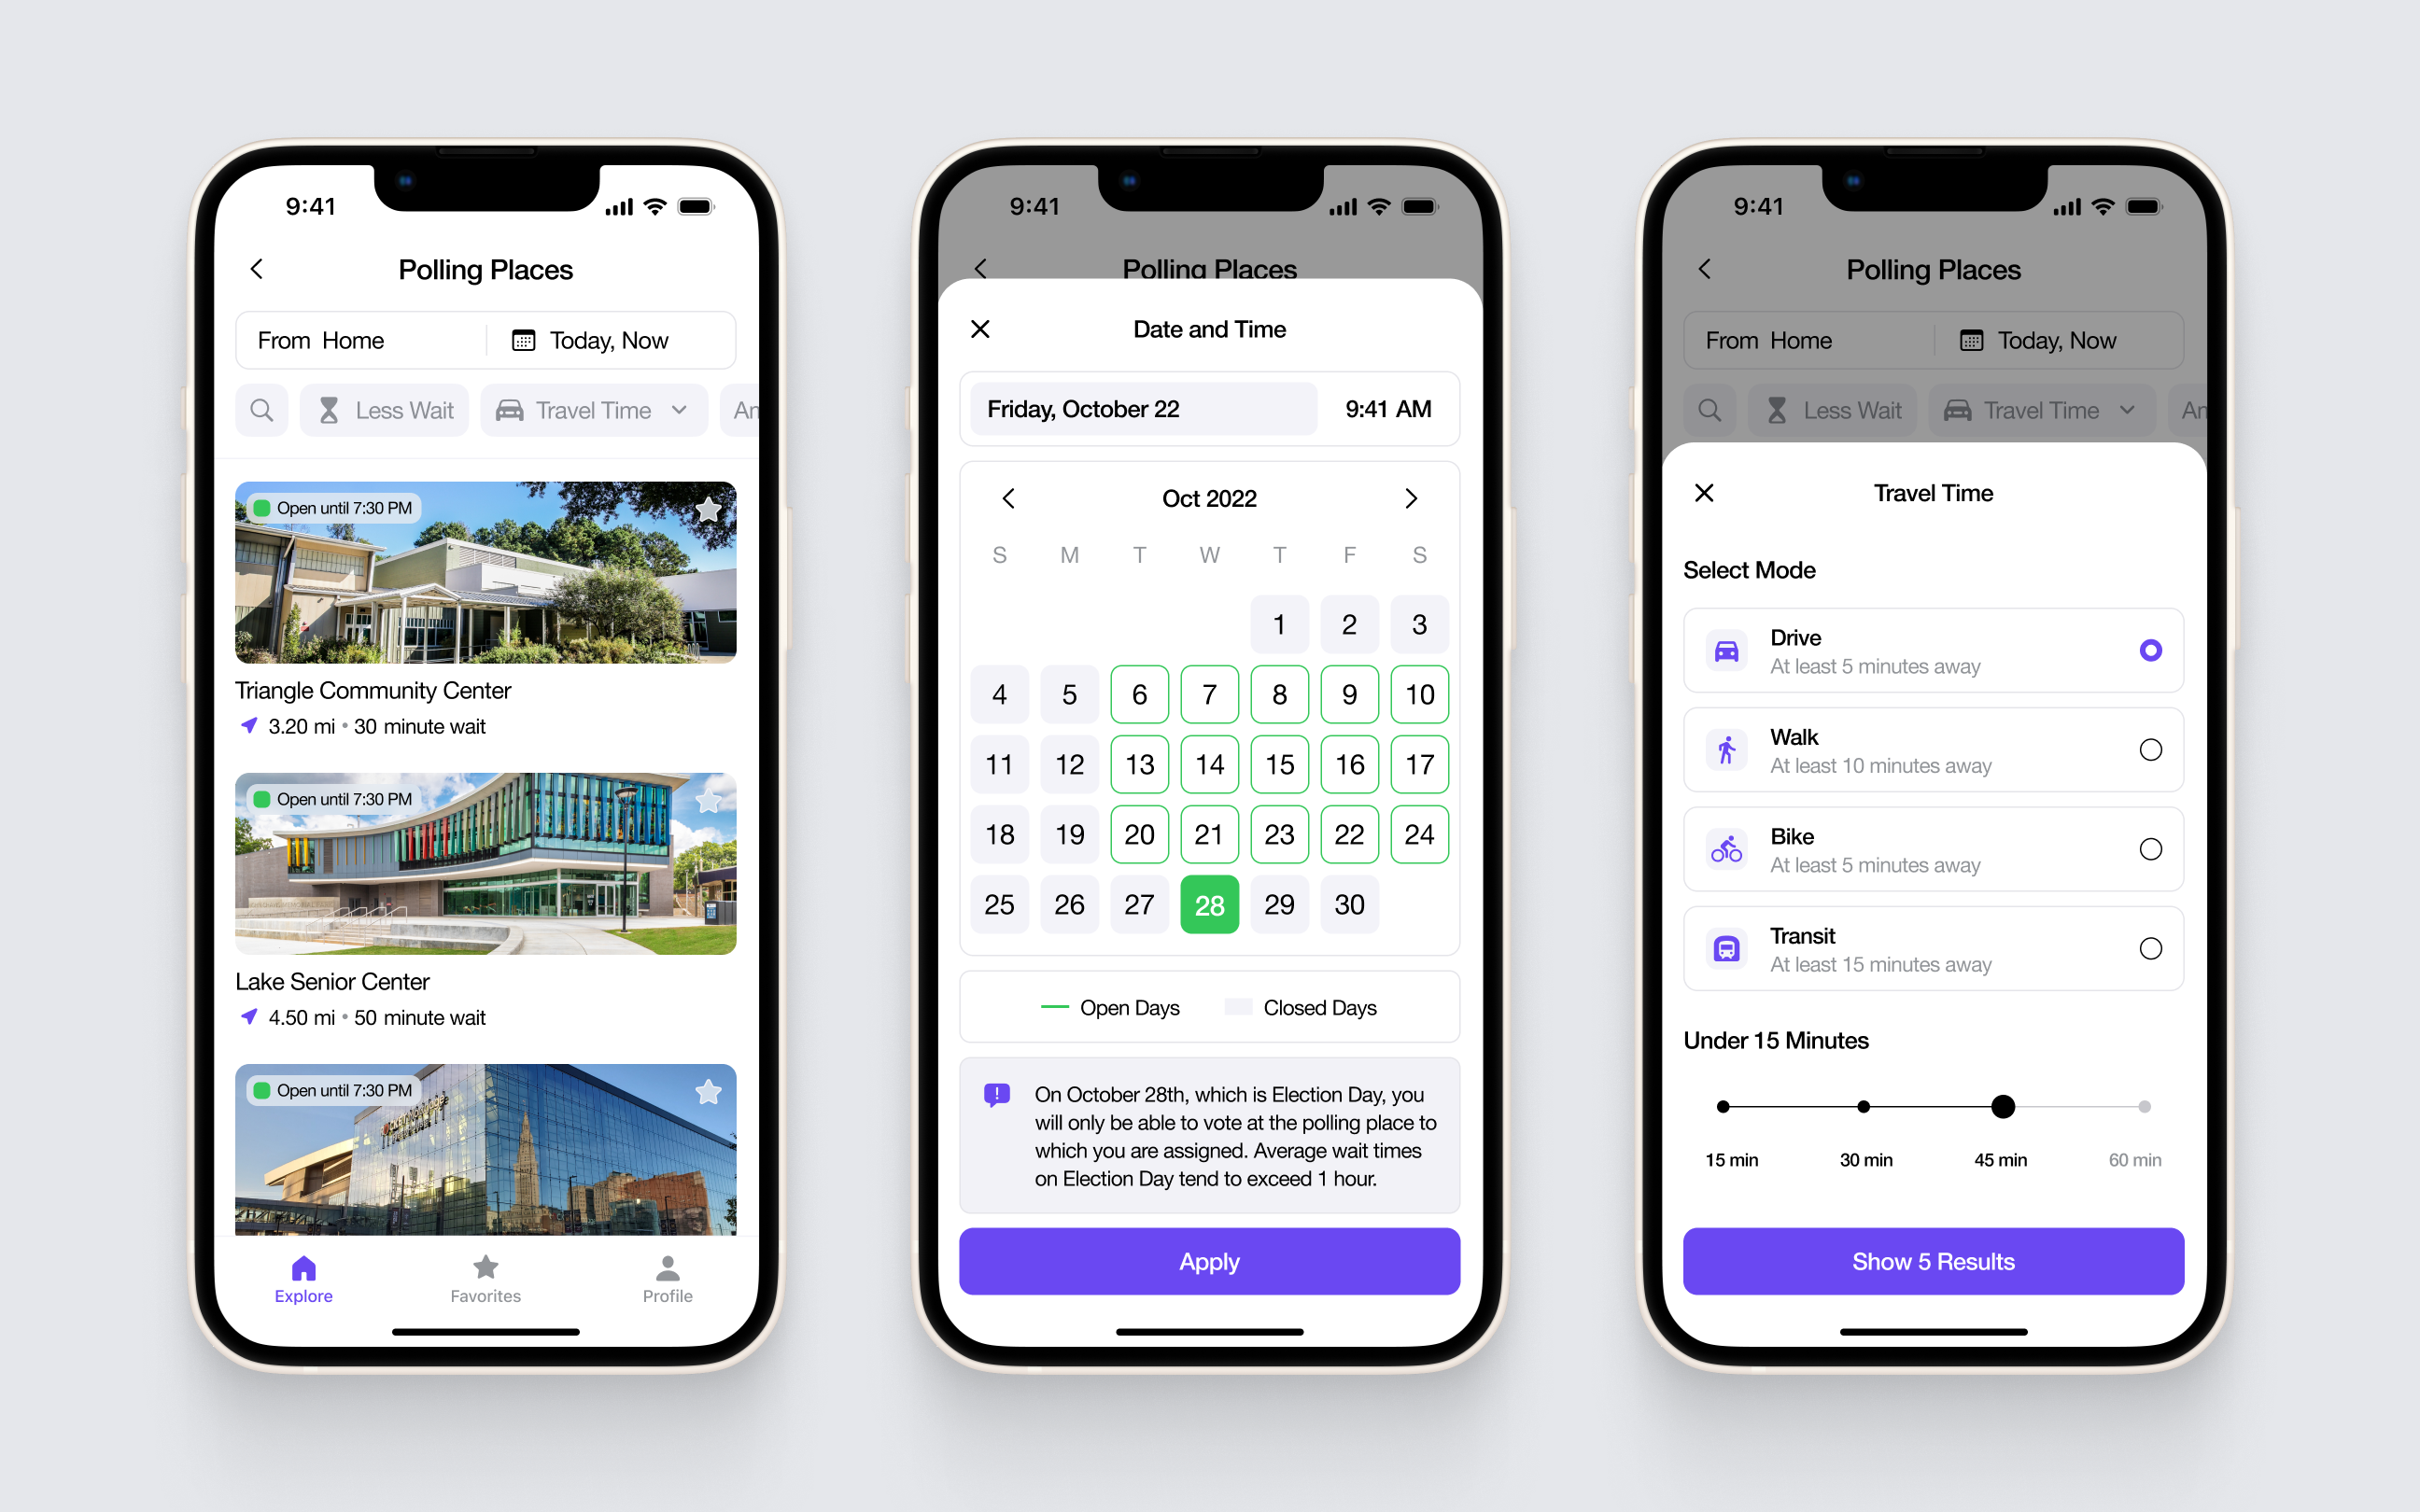 9:41
Polling Places
From Home
Today, Now
Less Wait
Travel Time
An
Open until 7:30 PM
Triangle Community Center
3.20 mi • 30 minute wait
Open until 7:30 PM
Lake Senior Center
4.50 mi • 50 minute wait
Open until 7:30 PM
Explore
Favorites
Profile
9:41
Polling Places
Date and Time
Friday, October 22
9:41 AM
Oct 2022
S M T W T F S
1 2 3
4 5 6 7 8 9 10
11 12 13 14 15 16 17
18 19 20 21 23 22 24
25 26 27 28 29 30
Open Days
Closed Days
On October 28th, which is Election Day, you
will only be able to vote at the polling place to
which you are assigned. Average wait times
on Election Day tend to exceed 1 hour.
Apply
9:41
Polling Places
From Home
Today, Now
Less Wait
Travel Time
An
Travel Time
Select Mode
Drive
At least 5 minutes away
Walk
At least 10 minutes away
Bike
At least 5 minutes away
Transit
At least 15 minutes away
Under 15 Minutes
15 min
30 min
45 min
60 min
Show 5 Results